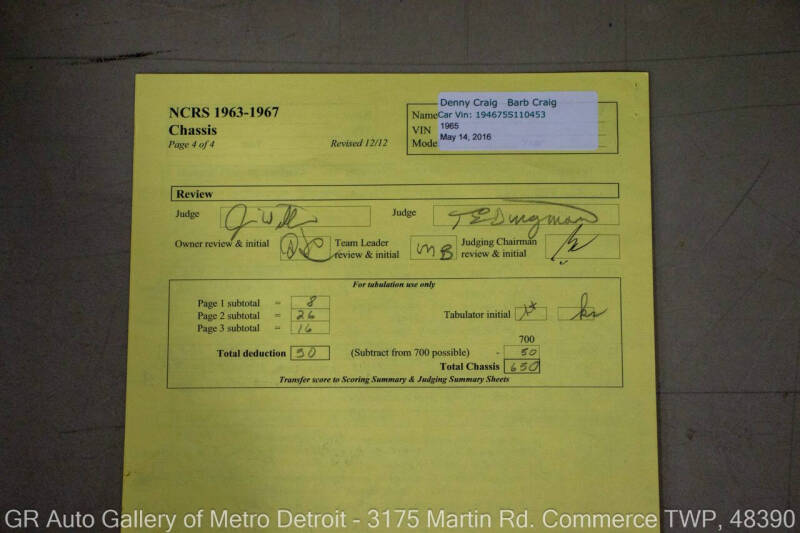 NCRS 1963-1967
Chassis
Page 4 of 4 Revised 12/12
Denny Craig Barb Craig
Name Car Vin: 194675S110453
VIN 1965
Mode May 14, 2016
Review
Judge Judge TE Dingman
Owner review & initial Team Leader review & initial MB Judging Chairman review & initial
For tabulation use only
Page 1 subtotal = 8
Page 2 subtotal = 26
Page 3 subtotal = 16
Tabulator initial
700
Total deduction 50 (Subtract from 700 possible) - 50
Total Chassis 650
Transfer score to Scoring Summary & Judging Summary Sheets
GR Auto Gallery of Metro Detroit - 3175 Martin Rd. Commerce TWP, 48390